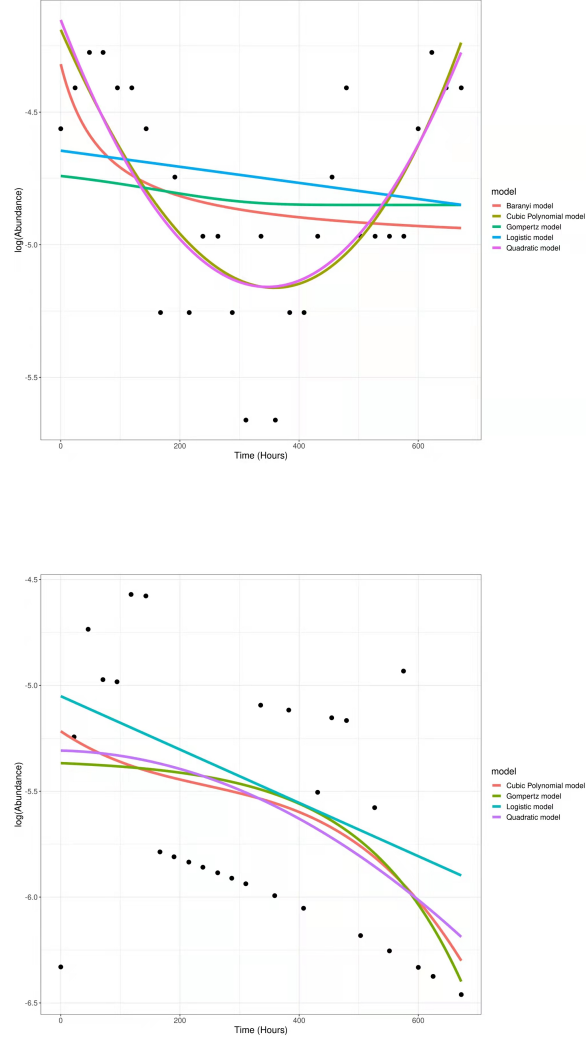 -4.5
-5.0
-5.5
log(Abundance)
0
200
400
600
Time (Hours)
model
Baranyi model
Cubic Polynomial model
Gompertz model
Logistic model
Quadratic model
-4.5
-5.0
-5.5
-6.0
-6.5
log(Abundance)
0
200
400
600
Time (Hours)
model
Cubic Polynomial model
Gompertz model
Logistic model
Quadratic model